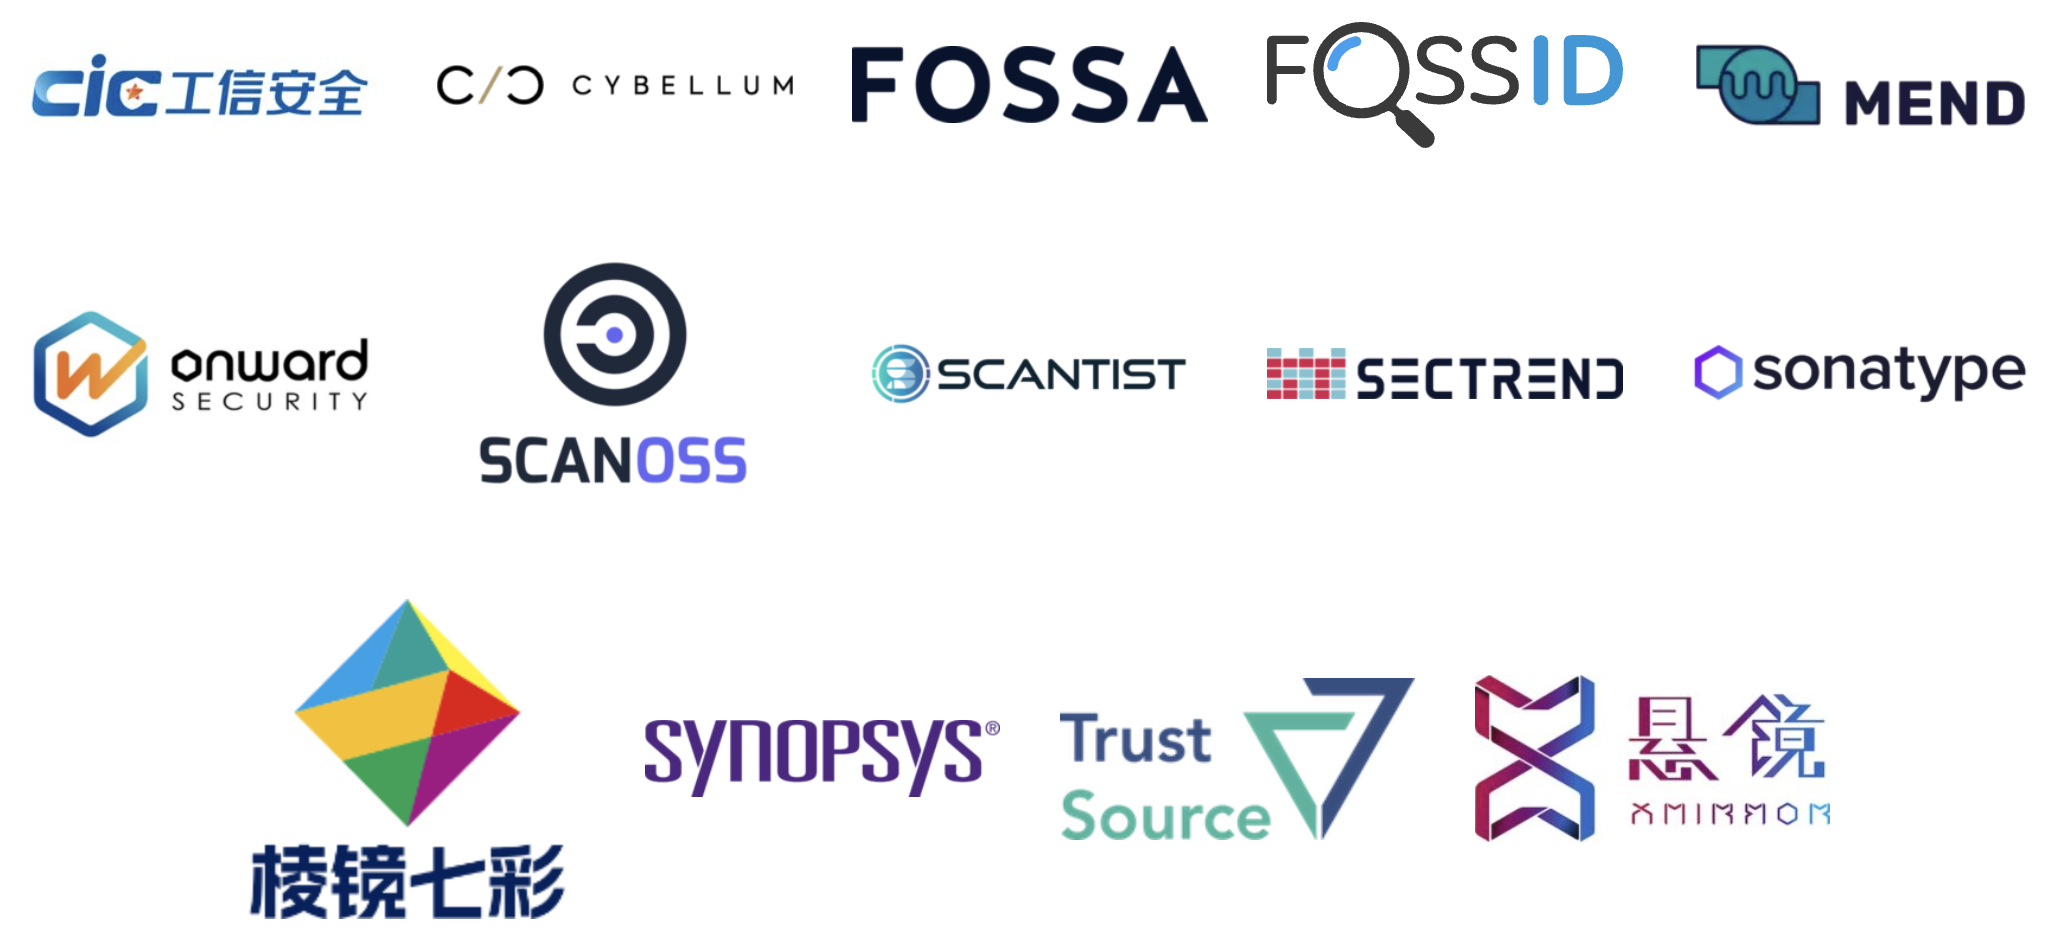 cic工信安全
C/C CYBELLUM
FOSSA
FOSSID
MEND
onward
SECURITY
SCANOSS
SCANTIST
SECTREND
sonatype
棱镜七彩
SYNOPSYS®
Trust
Source
悬镜
XMIRROR